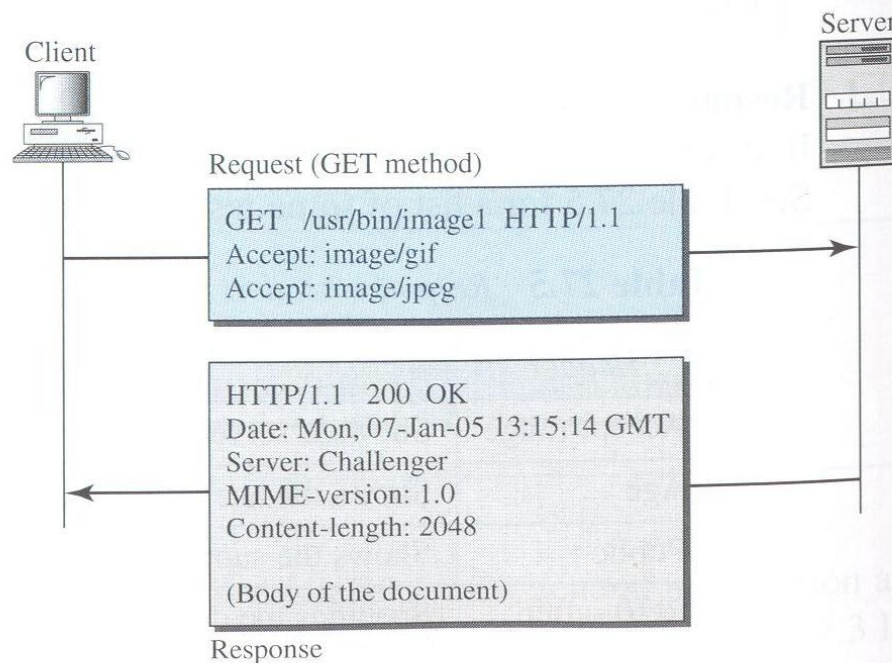 Client
Server
Request (GET method)
GET /usr/bin/image1 HTTP/1.1
Accept: image/gif
Accept: image/jpeg
HTTP/1.1 200 OK
Date: Mon, 07-Jan-05 13:15:14 GMT
Server: Challenger
MIME-version: 1.0
Content-length: 2048
(Body of the document)
Response